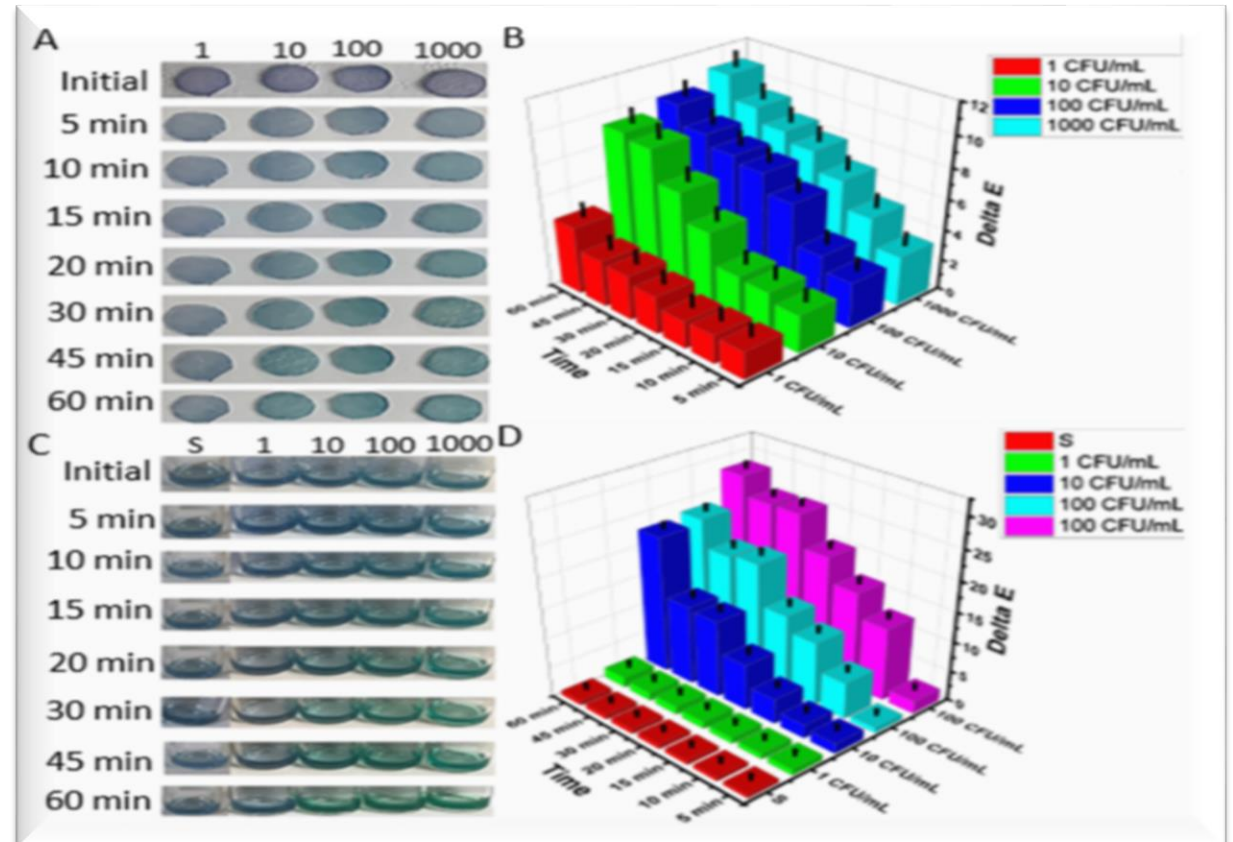 A
1 10 100 1000
Initial
5 min
10 min
15 min
20 min
30 min
45 min
60 min
B
1 CFU/mL
10 CFU/mL
100 CFU/mL
1000 CFU/mL
12
10
8
6
4
2
0
Delta E
60 min
45 min
30 min
20 min
15 min
10 min
5 min
Time
1 CFU/mL
10 CFU/mL
100 CFU/mL
1000 CFU/mL
C
S 1 10 100 1000
Initial
5 min
10 min
15 min
20 min
30 min
45 min
60 min
D
S
1 CFU/mL
10 CFU/mL
100 CFU/mL
100 CFU/mL
30
25
20
15
10
5
0
Delta E
60 min
45 min
30 min
20 min
15 min
10 min
5 min
Time
S
1 CFU/mL
10 CFU/mL
100 CFU/mL
100 CFU/mL